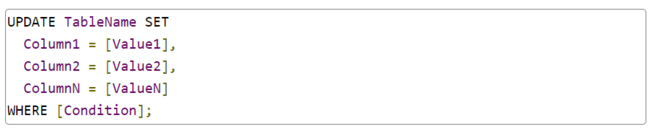 UPDATE TableName SET
Column1 = [Value1],
Column2 = [Value2],
ColumnN = [ValueN]
WHERE [Condition];